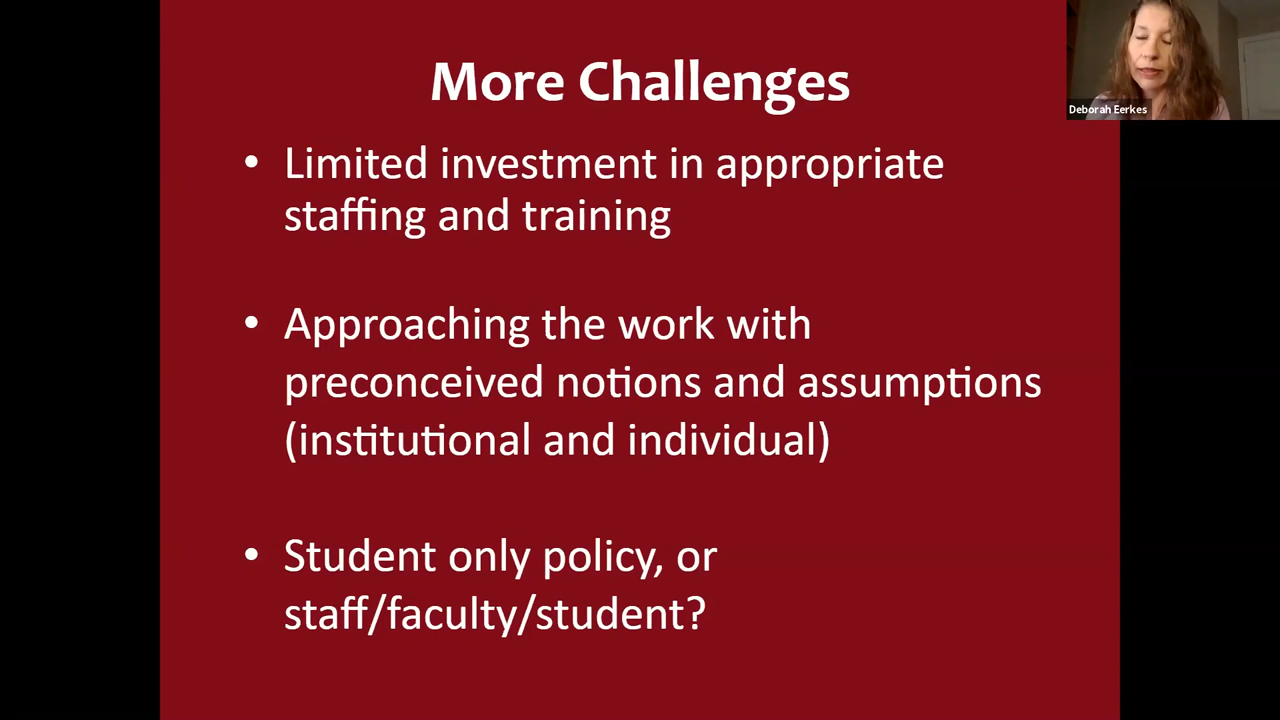 More Challenges
Deborah Eerkes
• Limited investment in appropriate
staffing and training
• Approaching the work with
preconceived notions and assumptions
(institutional and individual)
• Student only policy, or
staff/faculty/student?